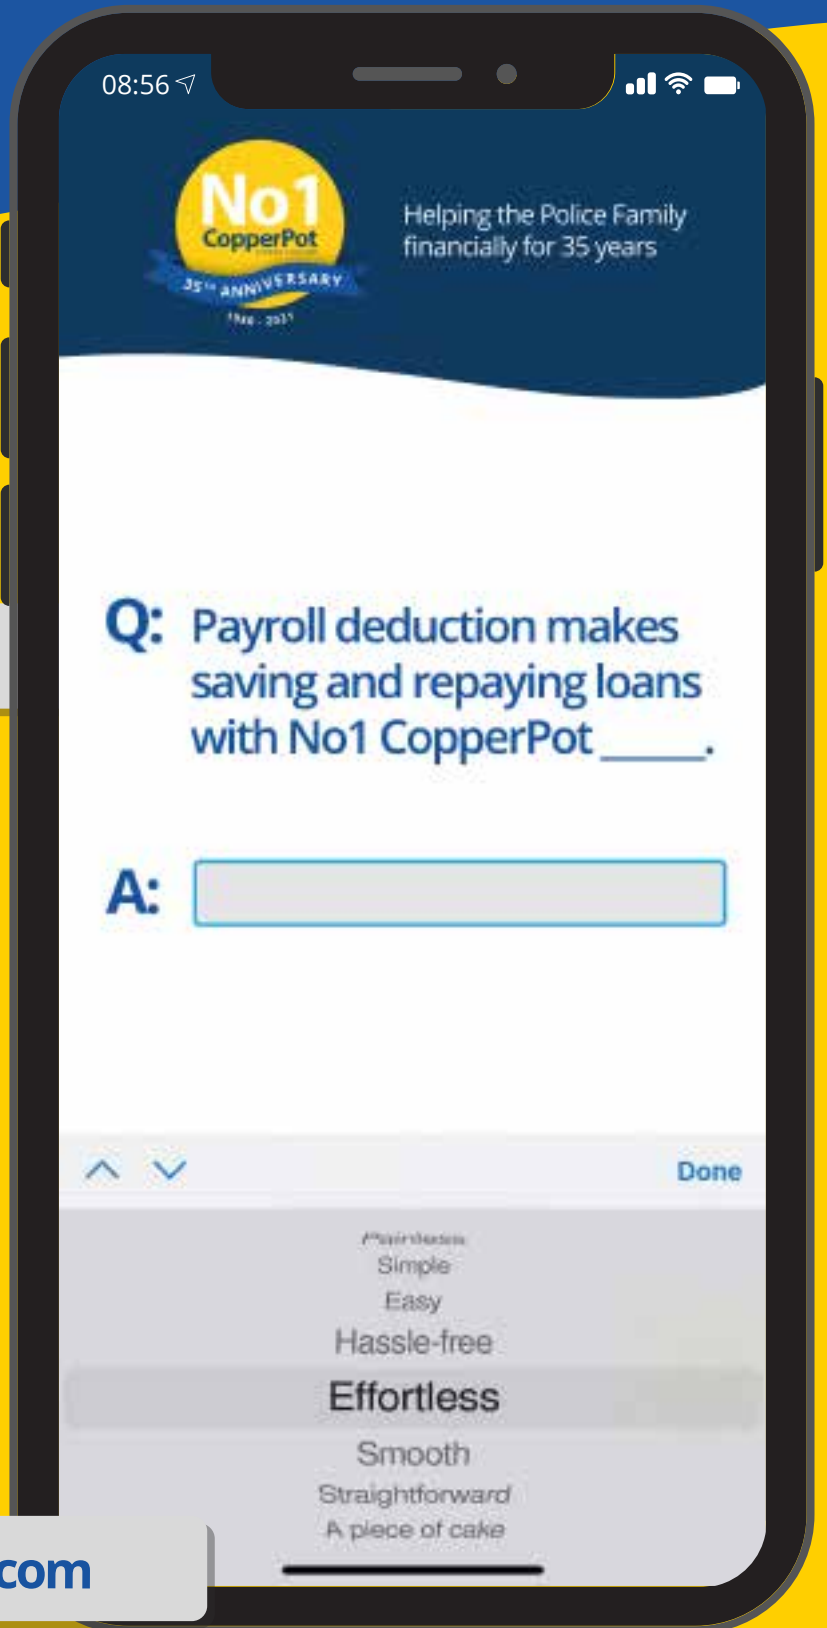 08:56
No1
CopperPot
35TH ANNIVERSARY
Helping the Police Family
financially for 35 years
Q: Payroll deduction makes
saving and repaying loans
with No1 CopperPot _____.
A:
Done
Painless
Simple
Easy
Hassle-free
Effortless
Smooth
Straightforward
A piece of cake
com